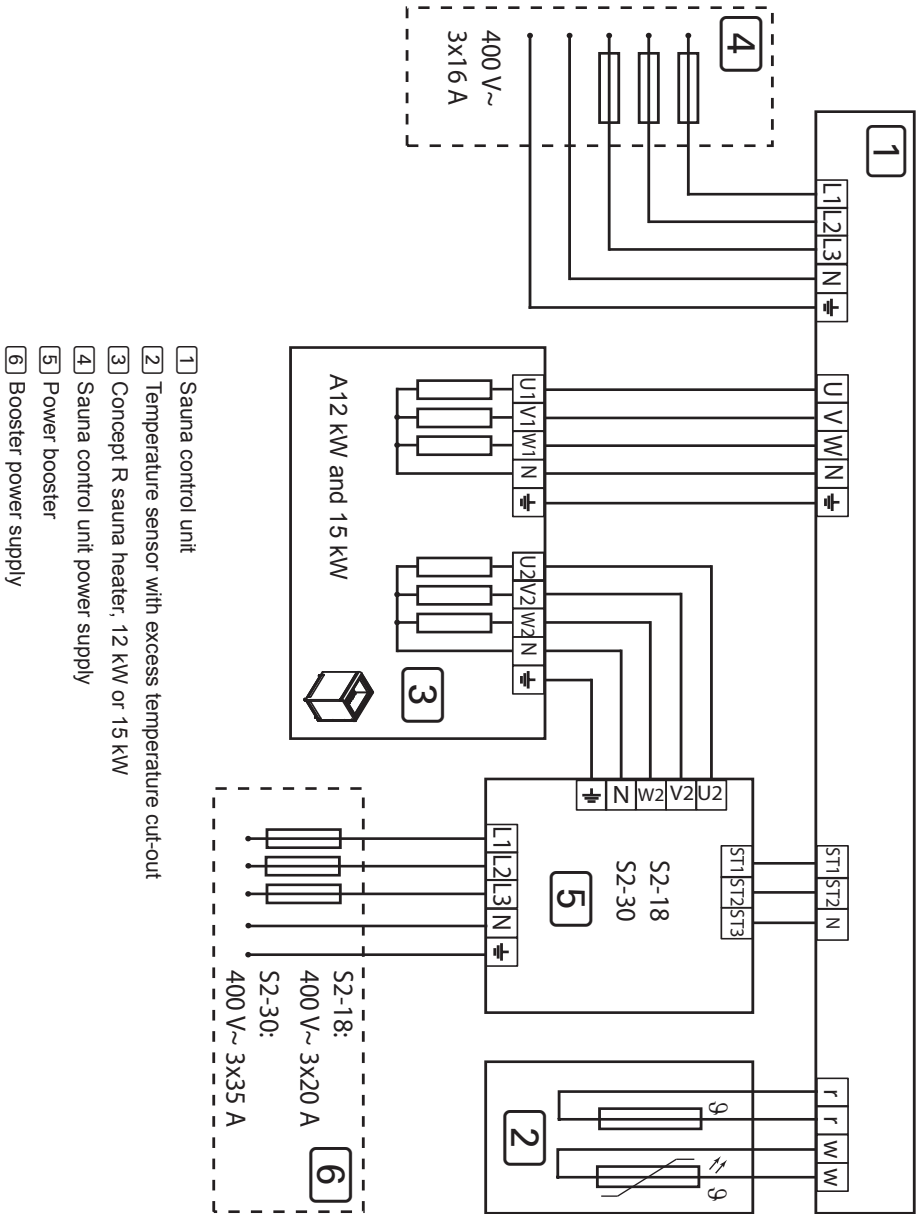 1
L1 L2 L3 N
U V W N
ST1 ST2 N
r r w w
4
400 V~
3x16 A
ST1 ST2 ST3
S2-18
S2-30
5
U2
V2
W2
N
L1 L2 L3 N
ϑ
ϑ
2
U1 V1 W1 N
U2 V2 W2 N
3
A12 kW and 15 kW
S2-18:
400 V~ 3x20 A
S2-30:
400 V~ 3x35 A
6
1 Sauna control unit
2 Temperature sensor with excess temperature cut-out
3 Concept R sauna heater, 12 kW or 15 kW
4 Sauna control unit power supply
5 Power booster
6 Booster power supply